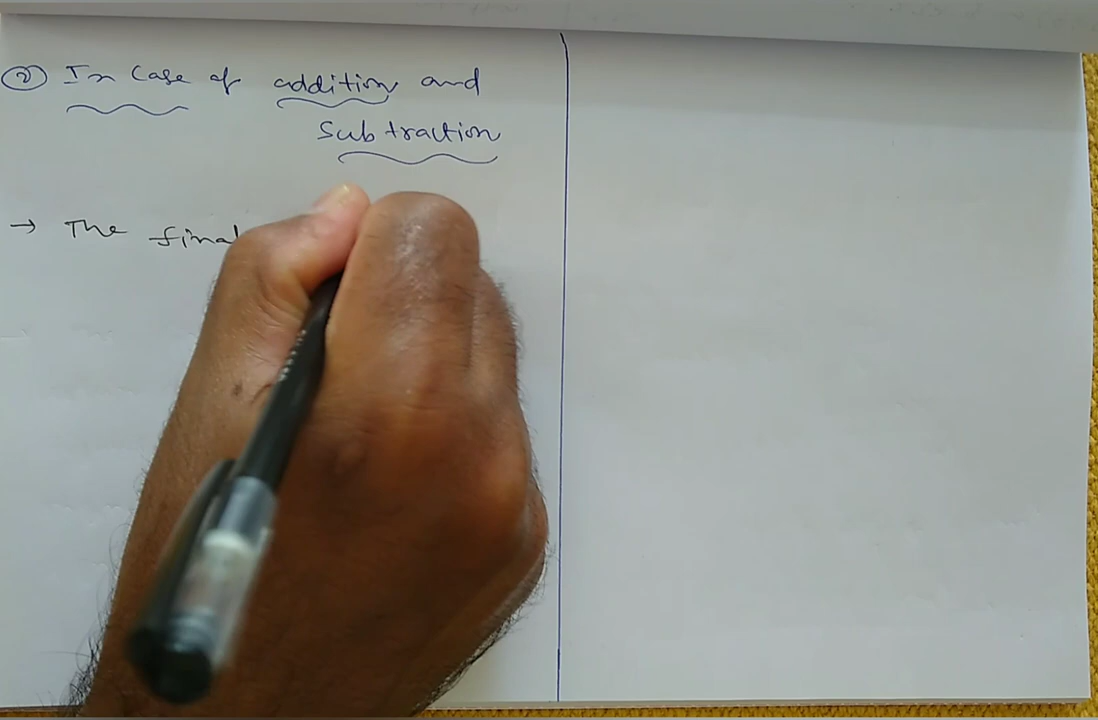 ② In Case of addition and
Subtraction
→ The final